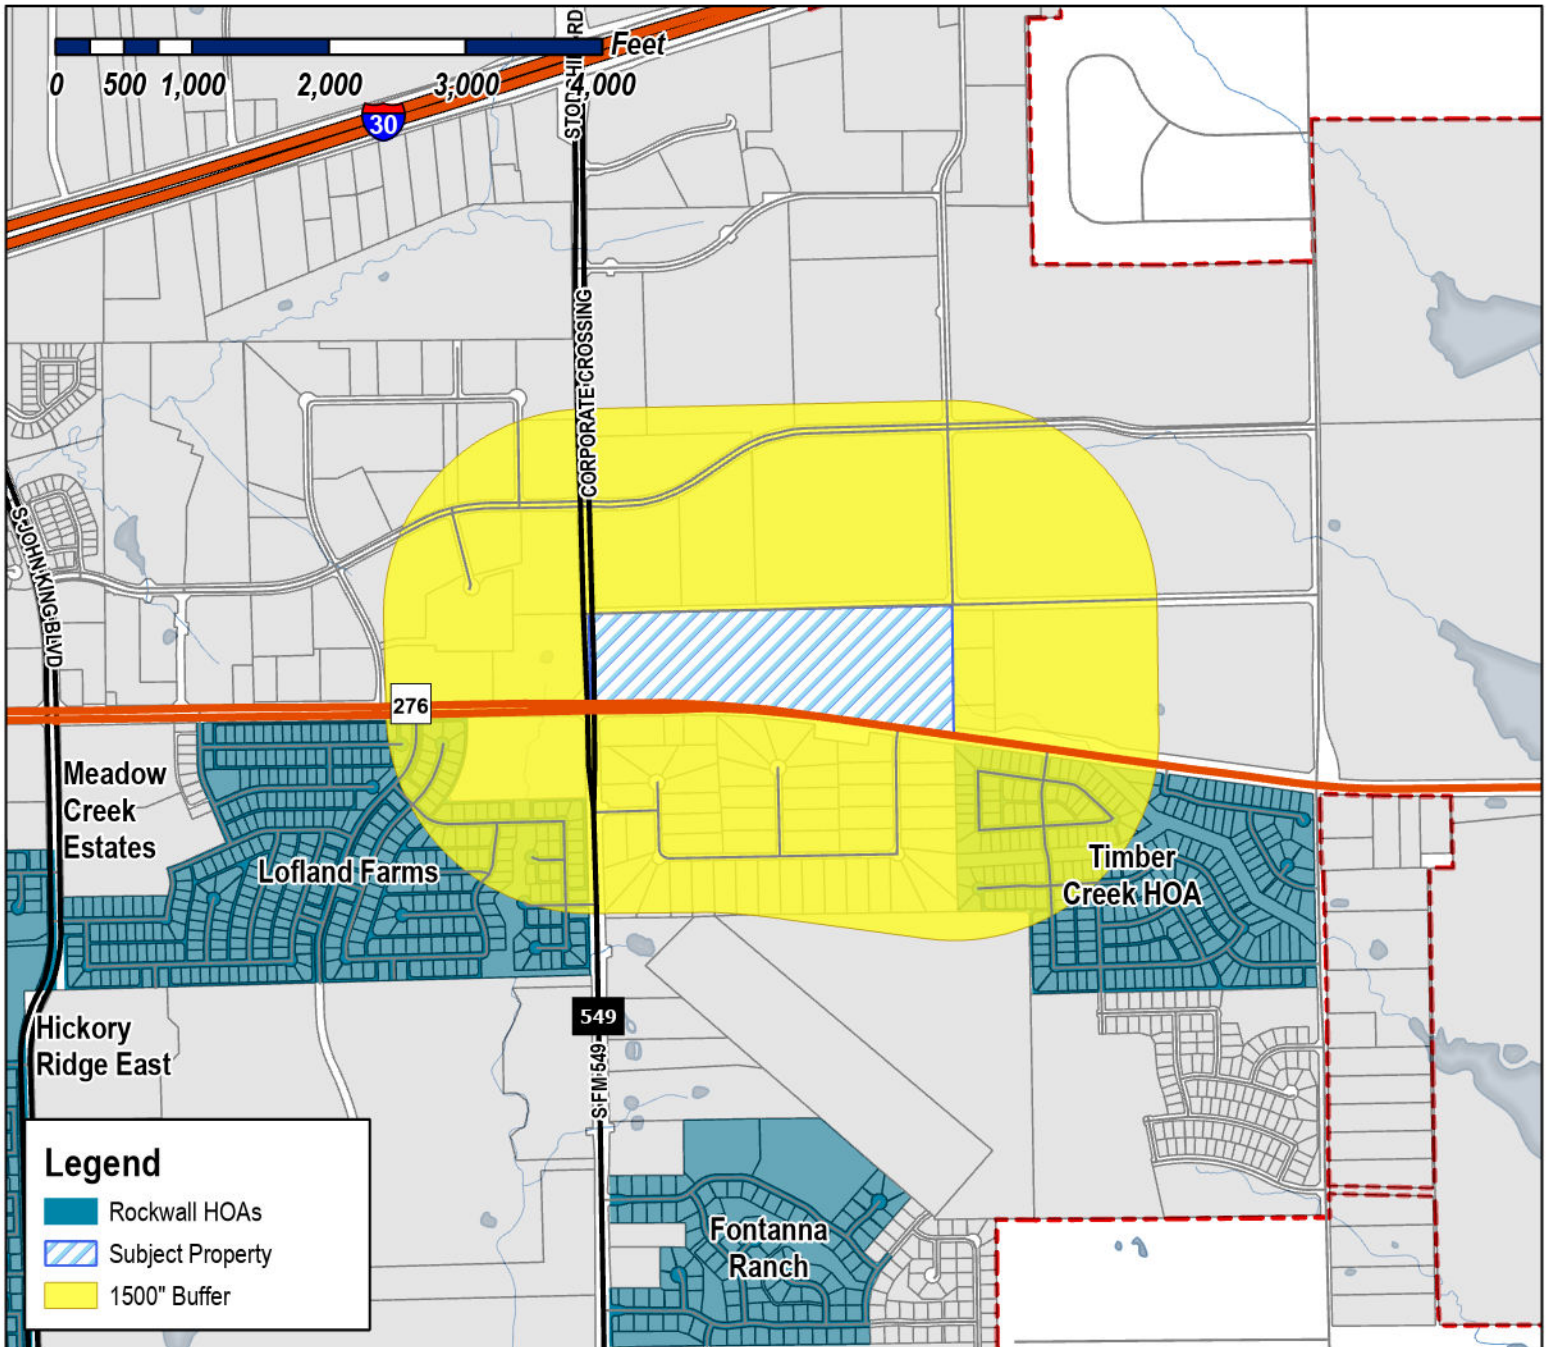 Feet
0 500 1,000 2,000 3,000 4,000
30
CORPORATE CROSSING
S JOHN KING BLVD
276
Meadow
Creek
Estates
Lofland Farms
Timber
Creek HOA
549
S FM 549
Hickory
Ridge East
Fontanna
Ranch
Legend
Rockwall HOAs
Subject Property
1500" Buffer